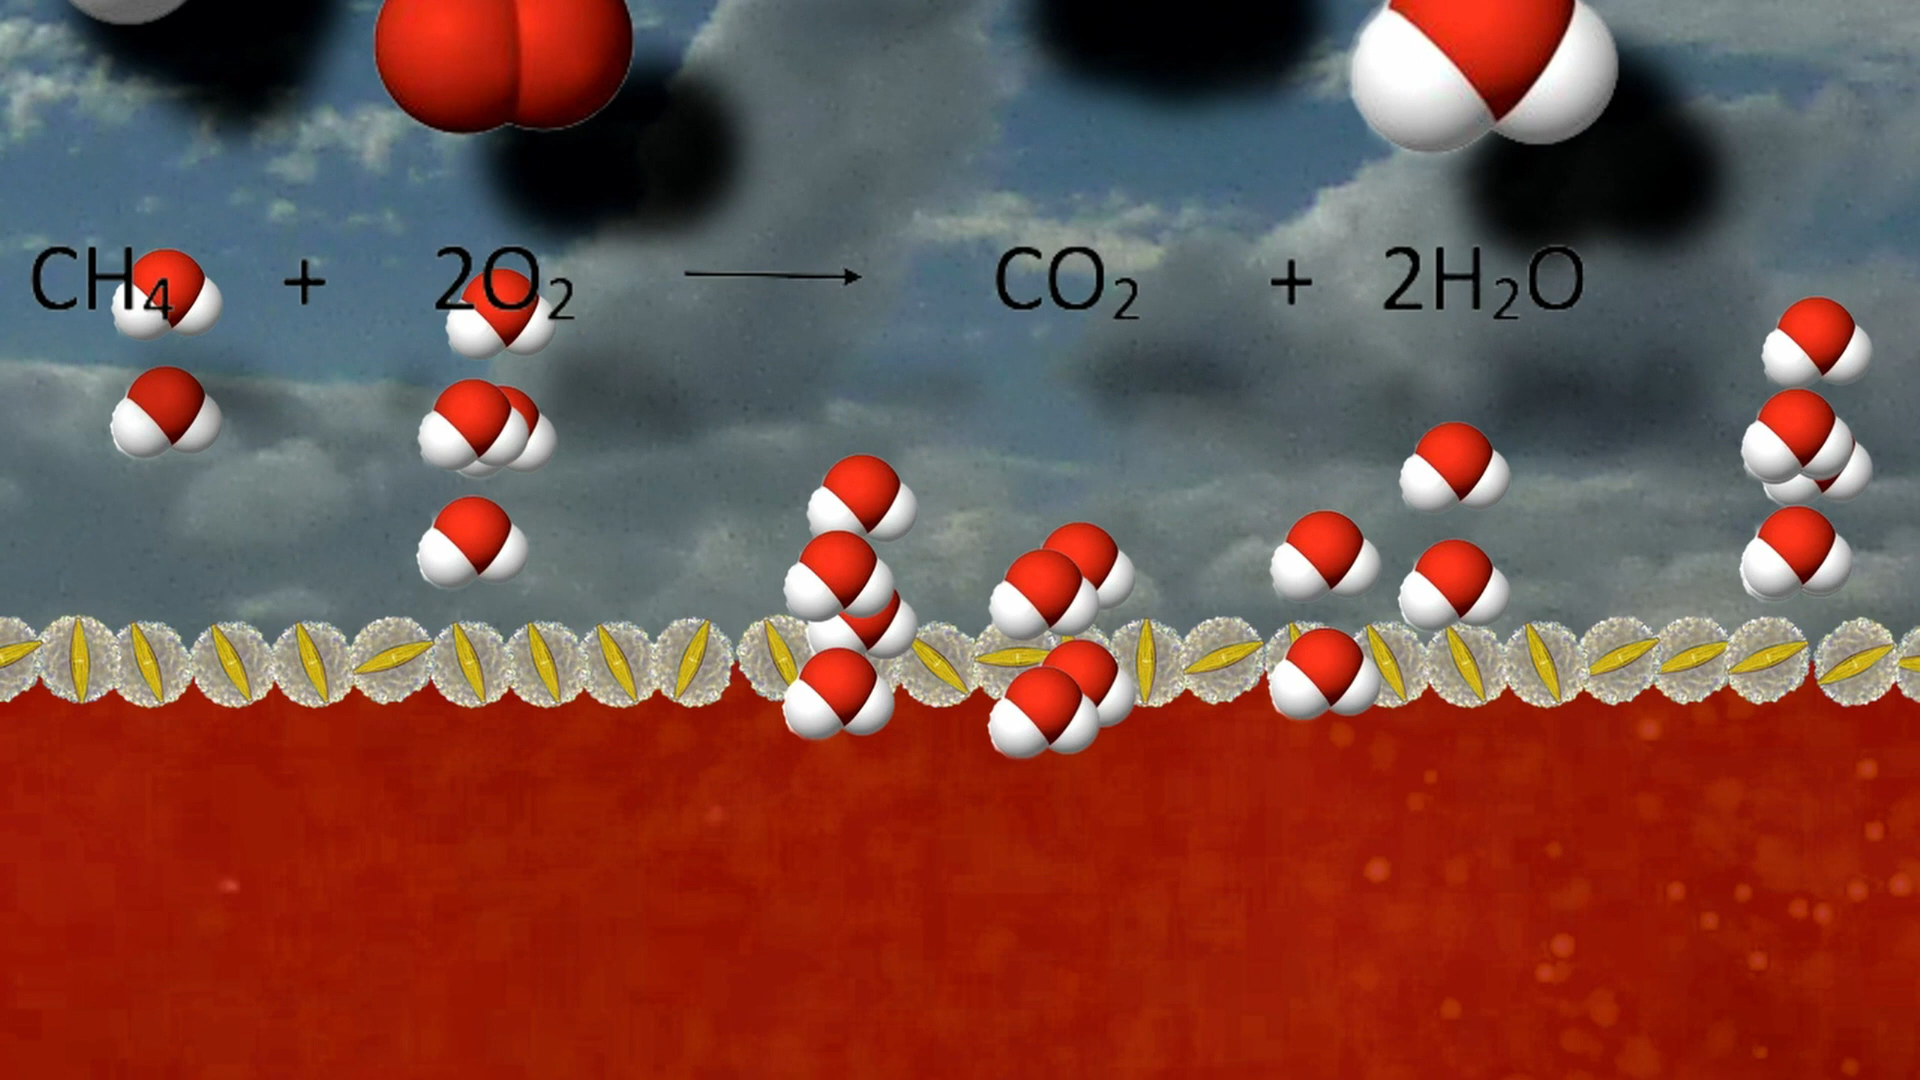 CH₄ + 2O₂ → CO₂ + 2H₂O